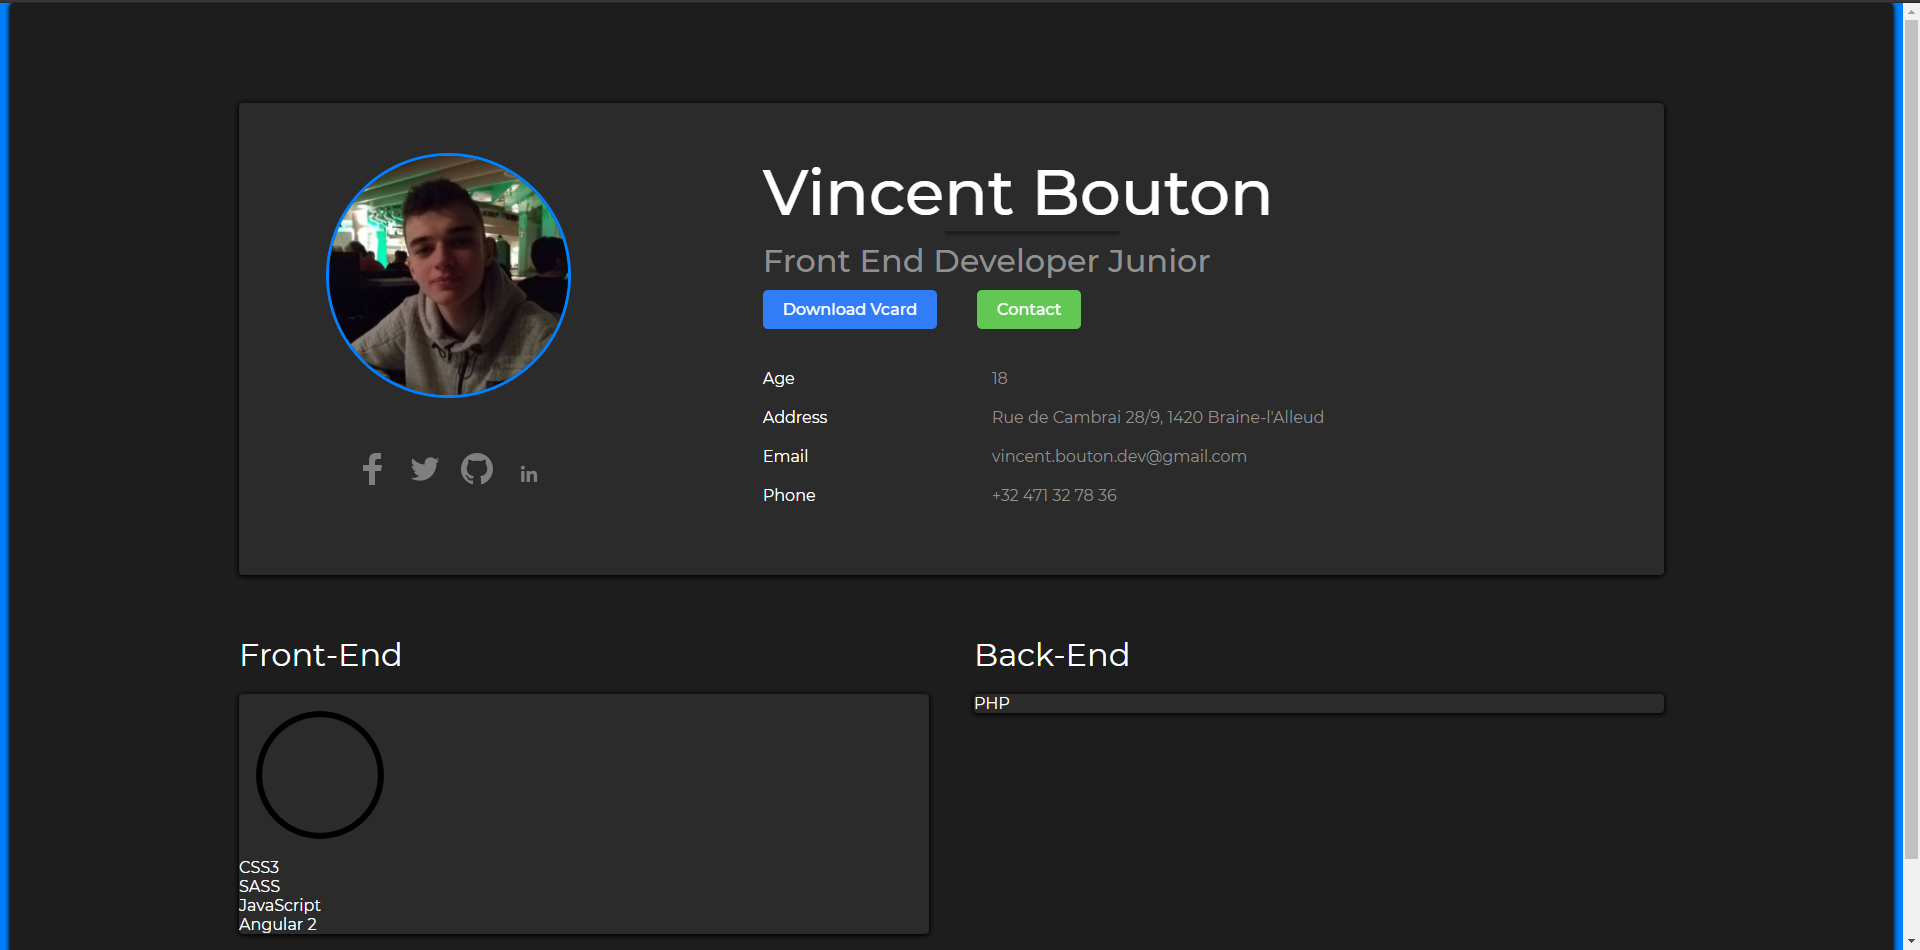 Vincent Bouton
Front End Developer Junior
Download Vcard
Contact
Age
18
Address
Rue de Cambrai 28/9, 1420 Braine-l'Alleud
Email
vincent.bouton.dev@gmail.com
Phone
+32 471 32 78 36
in
Front-End
CSS3
SASS
JavaScript
Angular 2
Back-End
PHP